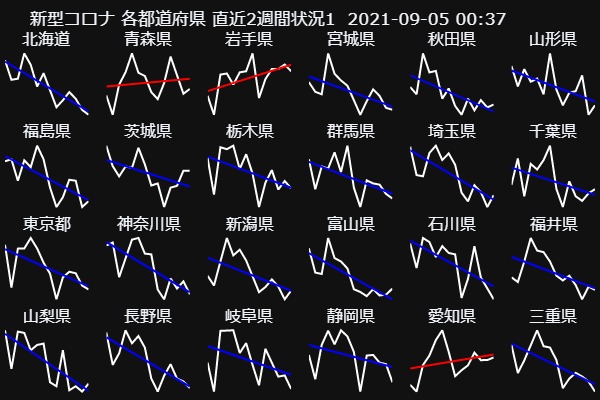 新型コロナ 各都道府県 直近2週間状況1 2021-09-05 00:37
北海道 青森県 岩手県 宮城県 秋田県 山形県
福島県 茨城県 栃木県 群馬県 埼玉県 千葉県
東京都 神奈川県 新潟県 富山県 石川県 福井県
山梨県 長野県 岐阜県 静岡県 愛知県 三重県